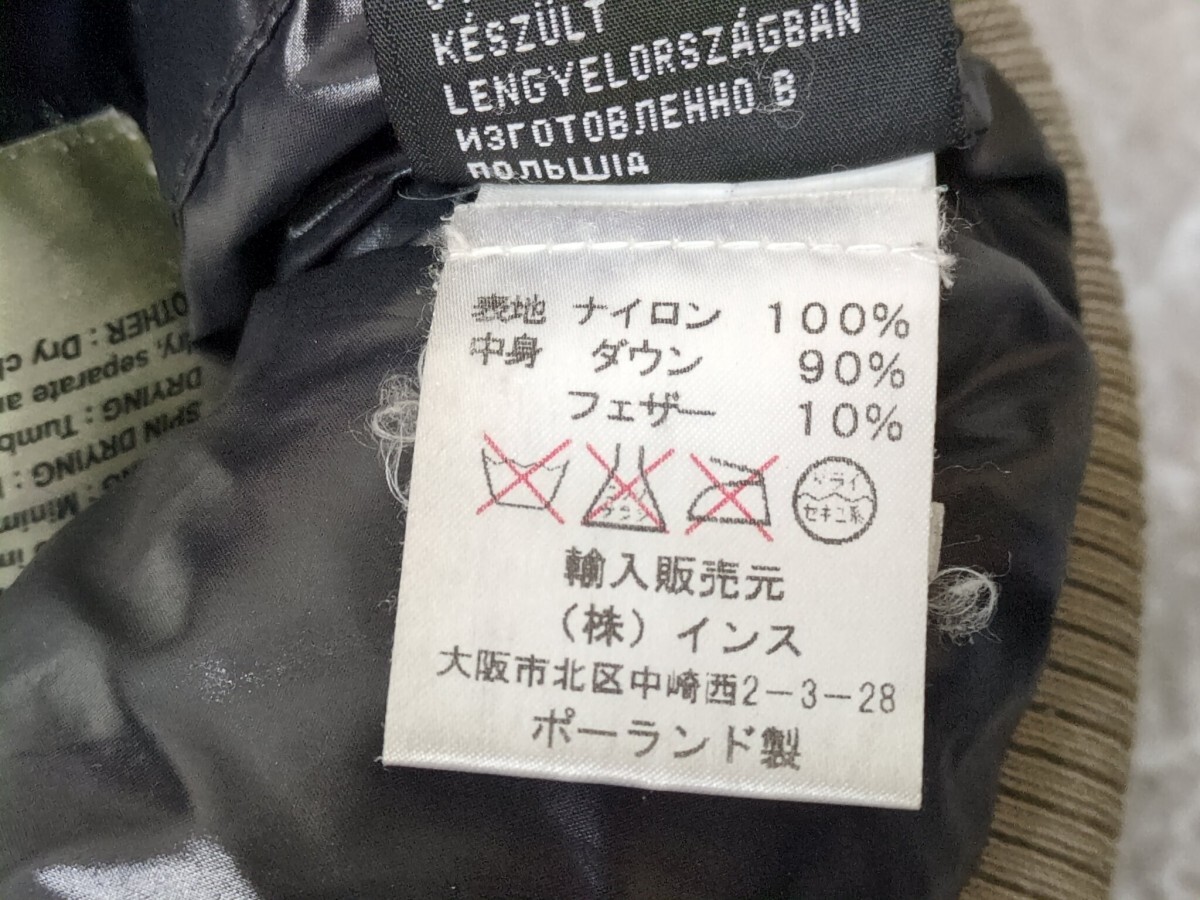 KÉSZÜLT
LENGYELORSZÁGBAN
ИЗГОТОВЛЕННО В
ПОЛЬШIA
表地 ナイロン 100%
中身 ダウン 90%
フェザー 10%
ドライ
セキユ系
輸入販売元
(株)インス
大阪市北区中崎西2-3-28
ポーランド製
OTHER : Dry
separate
DRYING : Tumb
SPIN DRYING :